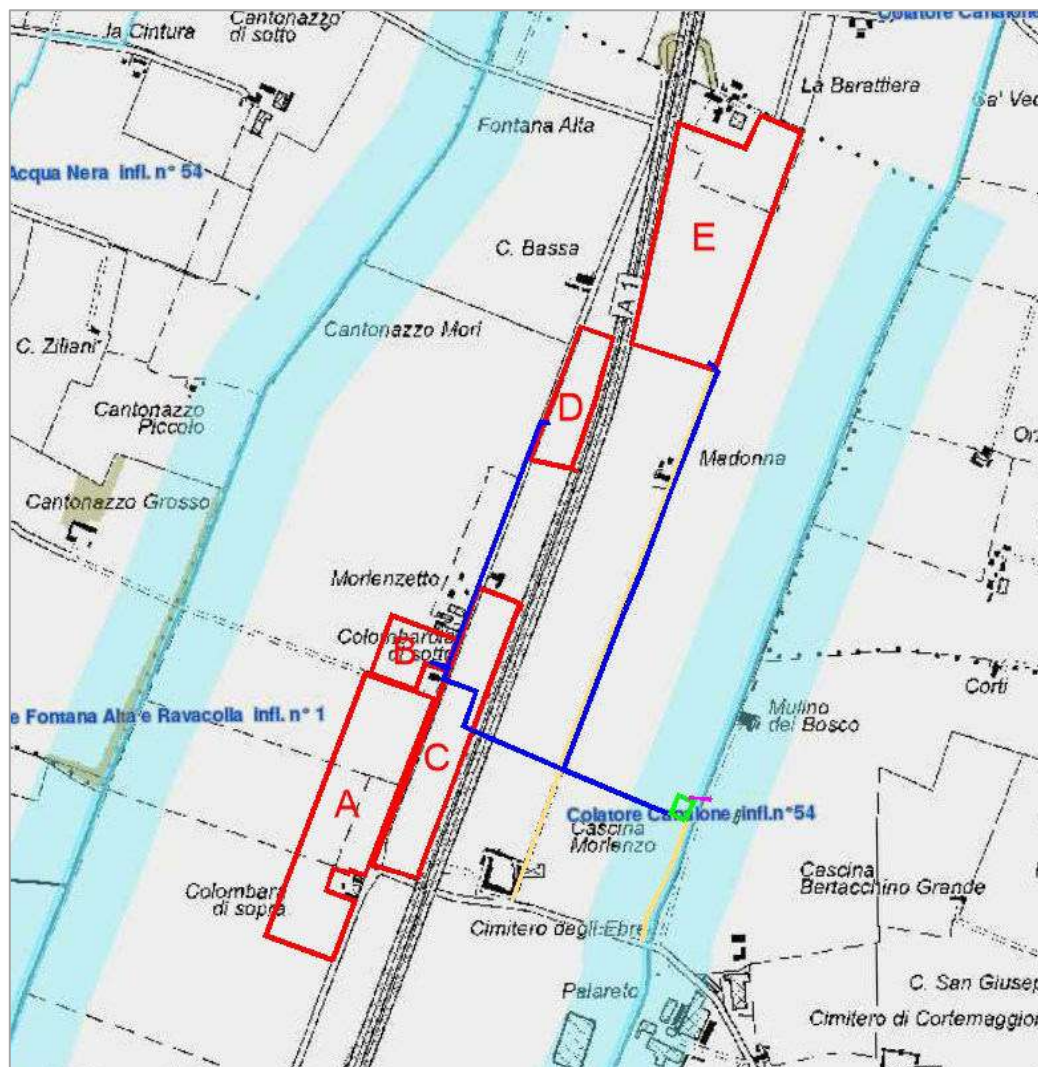 Colatore Canalone
la Cintura
Cantonazzo
di sotto
La Barattiera
Ca' Vec
Fontana Alta
Acqua Nera infl. n° 54
E
C. Bassa
A 1
Cantonazzo Mori
C. Ziliani
D
Cantonazzo
Piccolo
Madonna
Cantonazzo Grosso
Morlenzetto
Colombarola
di sotto
B
Corti
Mulino
del Bosco
e Fontana Alta e Ravacolla infl. n° 1
C
A
Colatore Canalone infl.n°54
Cascina
Morlenzo
Cascina
Bertacchino Grande
Colombara
di sopra
Cimitero degli Ebrei
C. San Giusep
Palareto
Cimitero di Cortemaggior